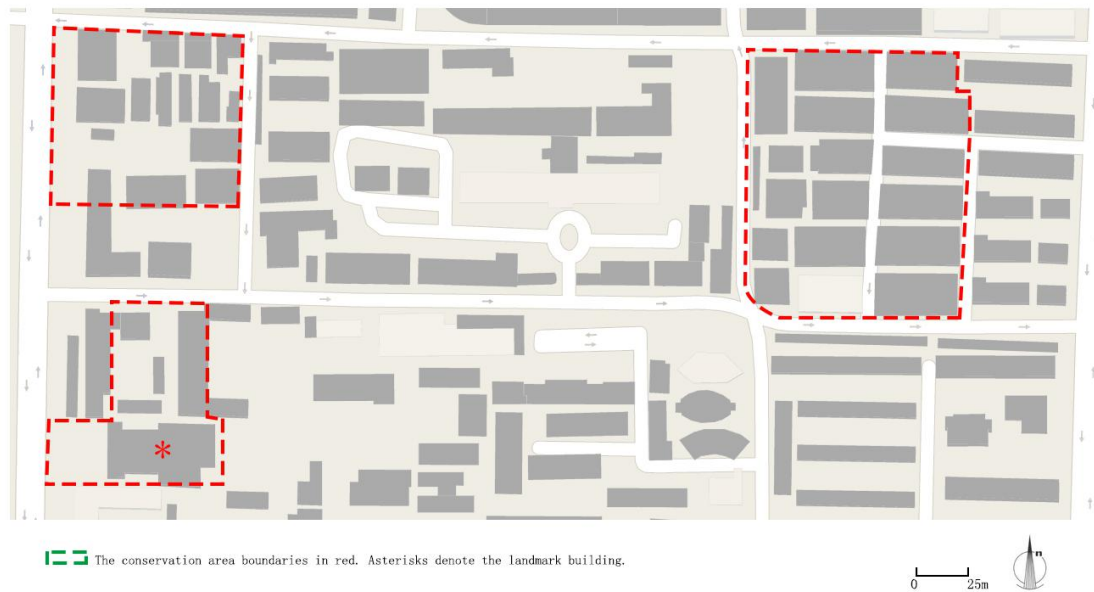 *
The conservation area boundaries in red. Asterisks denote the landmark building.
n
0 25m